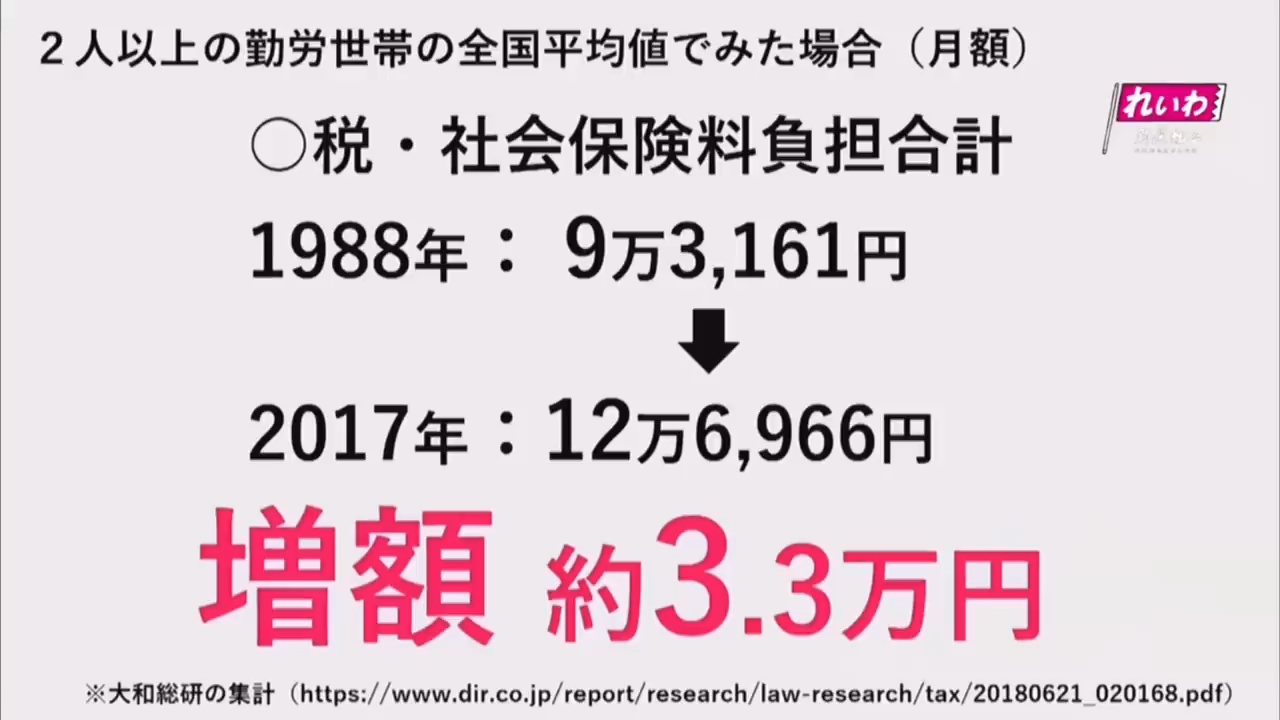 ２人以上の勤労世帯の全国平均値でみた場合（月額）
れいわ
○税・社会保険料負担合計
1988年： 9万3,161円
2017年：12万6,966円
増額 約3.3万円
※大和総研の集計（https://www.dir.co.jp/report/research/law-research/tax/20180621_020168.pdf）